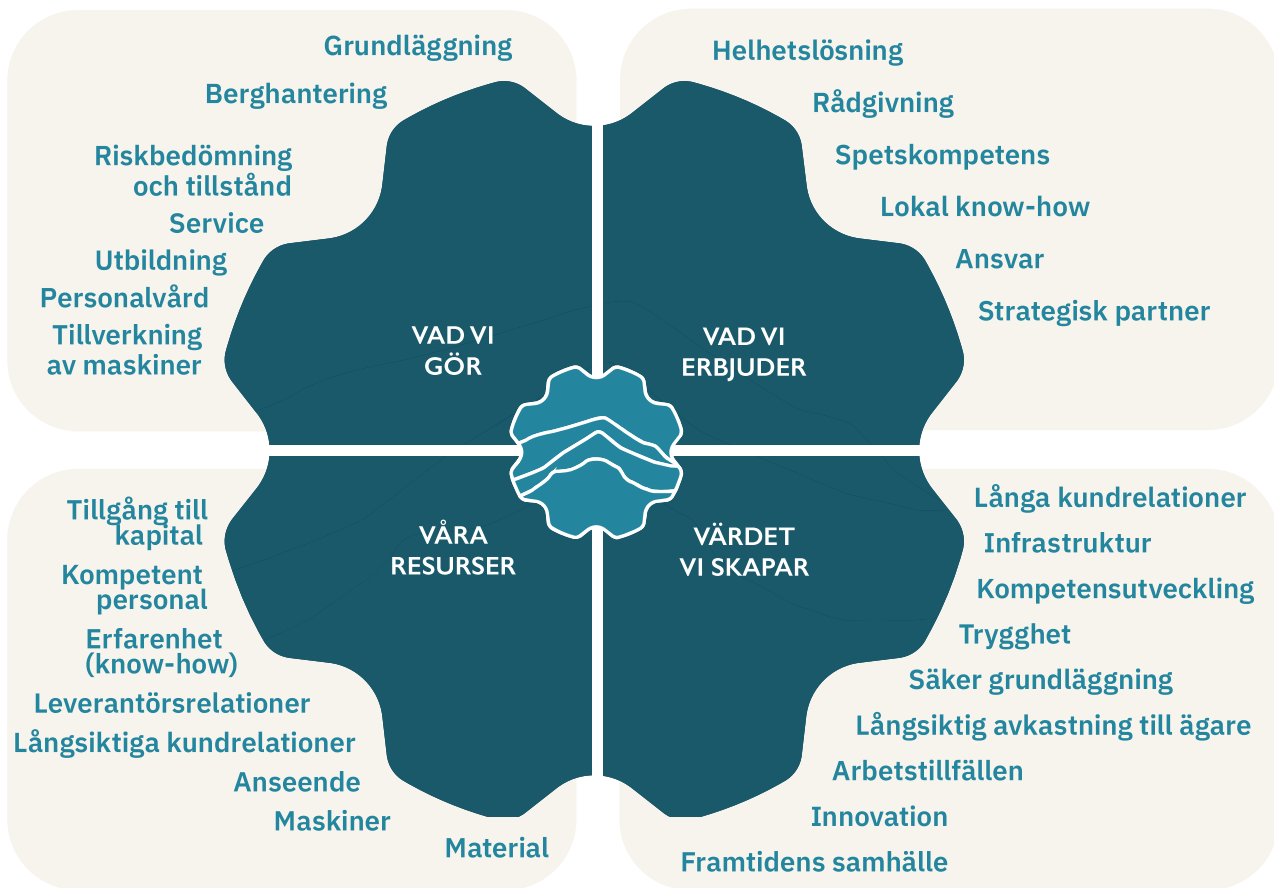 Grundläggning
Berghantering
Riskbedömning
och tillstånd
Service
Utbildning
Personalvård
Tillverkning
av maskiner
VAD VI
GÖR
Helhetslösning
Rådgivning
Spetskompetens
Lokal know-how
Ansvar
Strategisk partner
VAD VI
ERBJUDER
Tillgång till
kapital
Kompetent
personal
Erfarenhet
(know-how)
Leverantörsrelationer
Långsiktiga kundrelationer
Anseende
Maskiner
Material
VÅRA
RESURSER
VÄRDET
VI SKAPAR
Långa kundrelationer
Infrastruktur
Kompetensutveckling
Trygghet
Säker grundläggning
Långsiktig avkastning till ägare
Arbetstillfällen
Innovation
Framtidens samhälle